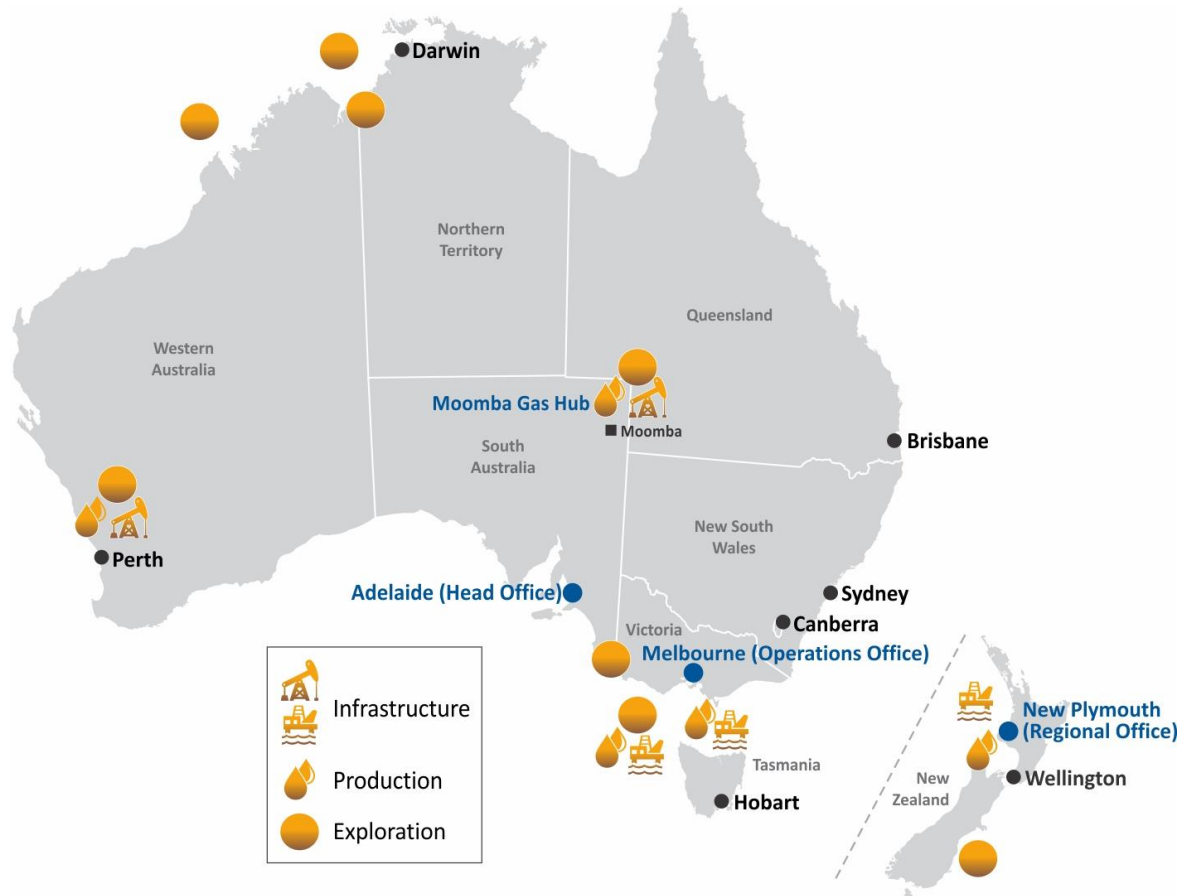 Darwin
Northern
Territory
Queensland
Western
Australia
Moomba Gas Hub
Moomba
South
Australia
Brisbane
New South
Wales
Perth
Adelaide (Head Office)
Sydney
Canberra
Victoria
Melbourne (Operations Office)
Infrastructure
Production
Exploration
Tasmania
Hobart
New Plymouth
(Regional Office)
Wellington
New
Zealand